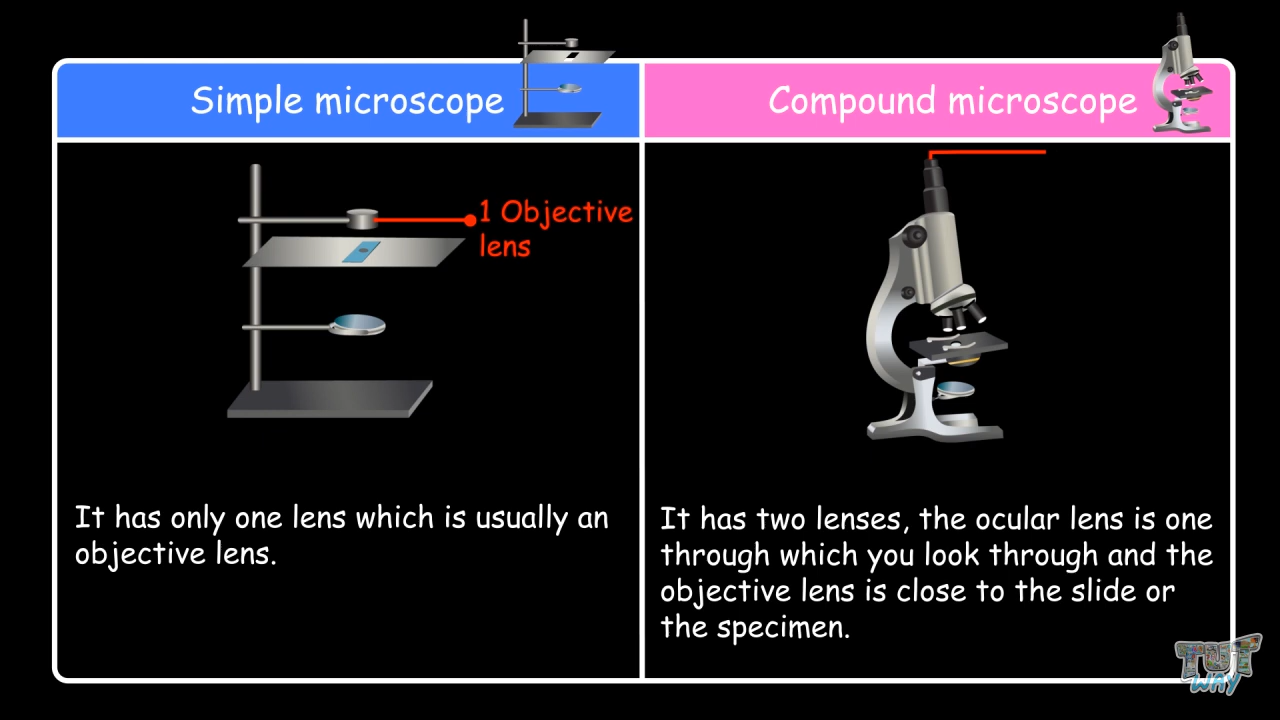 Simple microscope
Compound microscope
1 Objective
lens
It has only one lens which is usually an
objective lens.
It has two lenses, the ocular lens is one
through which you look through and the
objective lens is close to the slide or
the specimen.
TUT
WAY